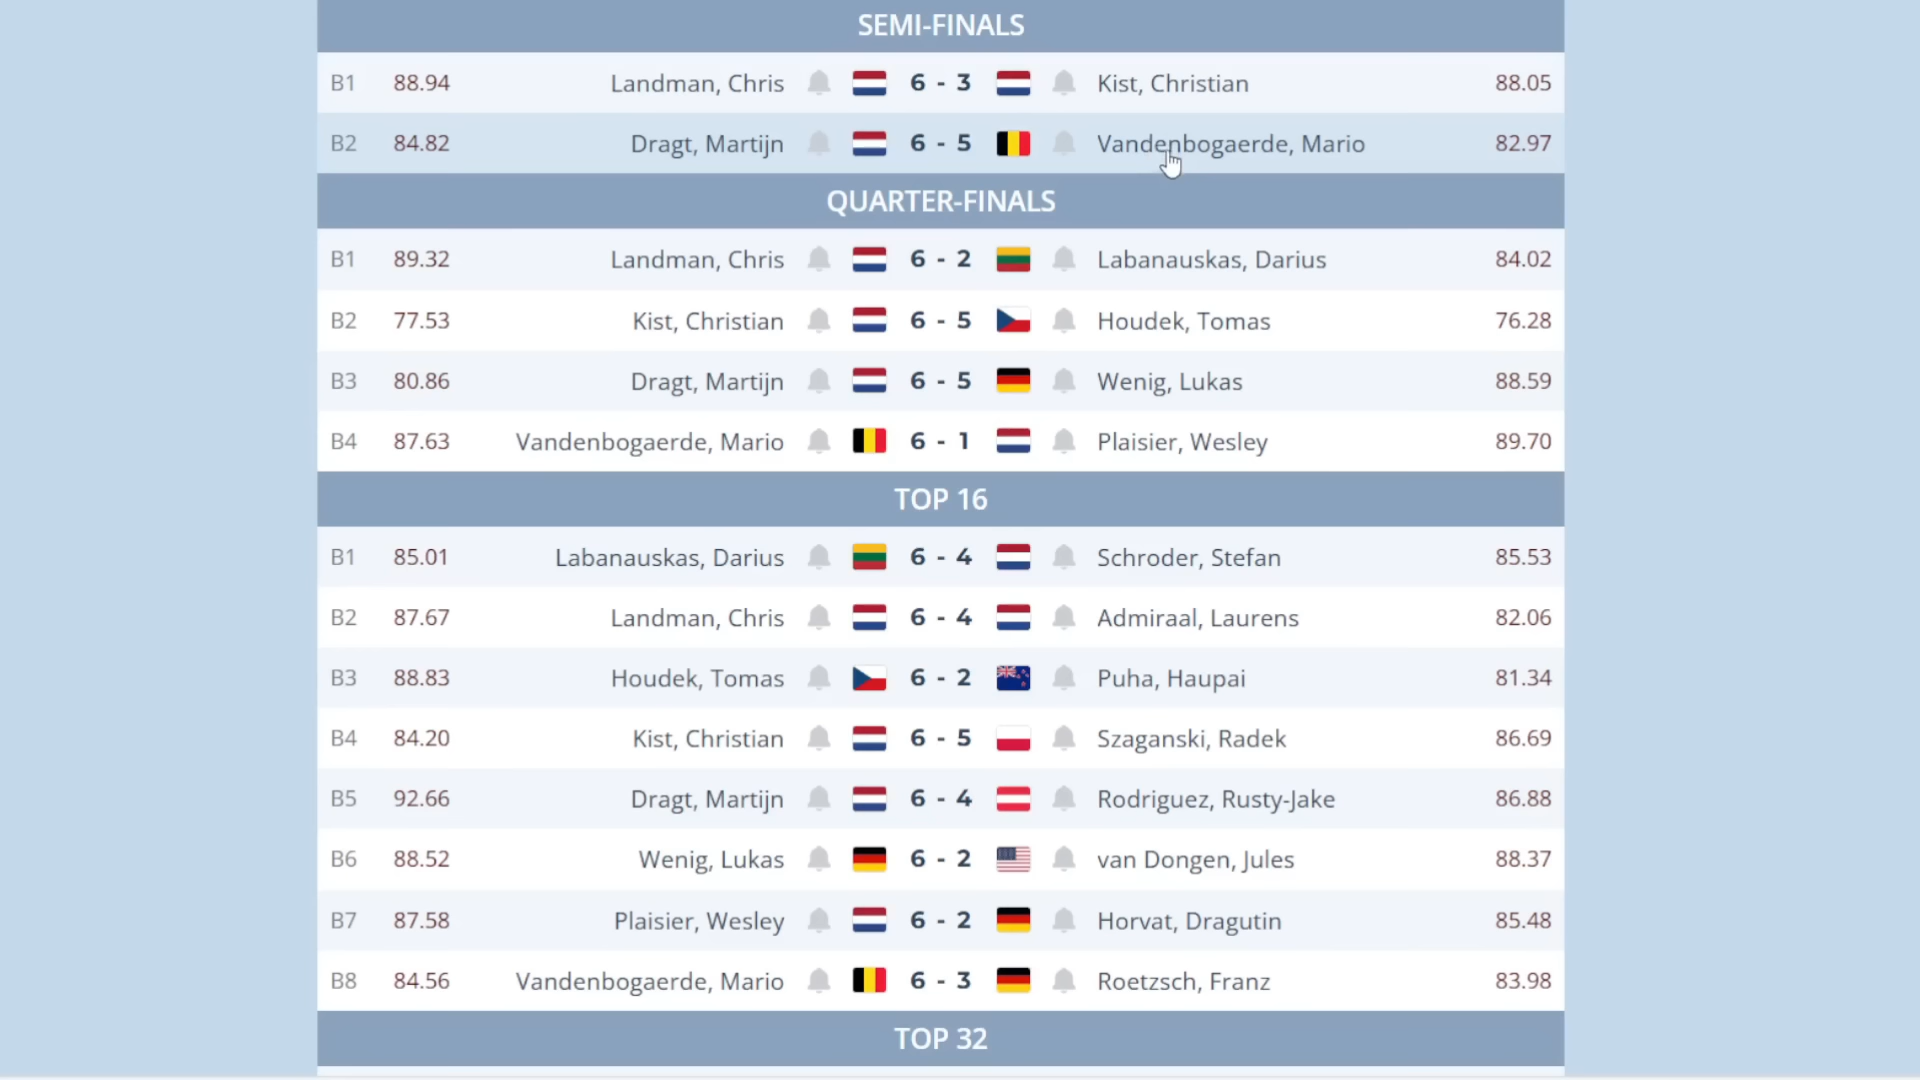 SEMI-FINALS
B1 88.94 Landman, Chris 6 - 3 Kist, Christian 88.05
B2 84.82 Dragt, Martijn 6 - 5 Vandenbogaerde, Mario 82.97
QUARTER-FINALS
B1 89.32 Landman, Chris 6 - 2 Labanauskas, Darius 84.02
B2 77.53 Kist, Christian 6 - 5 Houdek, Tomas 76.28
B3 80.86 Dragt, Martijn 6 - 5 Wenig, Lukas 88.59
B4 87.63 Vandenbogaerde, Mario 6 - 1 Plaisier, Wesley 89.70
TOP 16
B1 85.01 Labanauskas, Darius 6 - 4 Schroder, Stefan 85.53
B2 87.67 Landman, Chris 6 - 4 Admiraal, Laurens 82.06
B3 88.83 Houdek, Tomas 6 - 2 Puha, Haupai 81.34
B4 84.20 Kist, Christian 6 - 5 Szaganski, Radek 86.69
B5 92.66 Dragt, Martijn 6 - 4 Rodriguez, Rusty-Jake 86.88
B6 88.52 Wenig, Lukas 6 - 2 van Dongen, Jules 88.37
B7 87.58 Plaisier, Wesley 6 - 2 Horvat, Dragutin 85.48
B8 84.56 Vandenbogaerde, Mario 6 - 3 Roetzsch, Franz 83.98
TOP 32